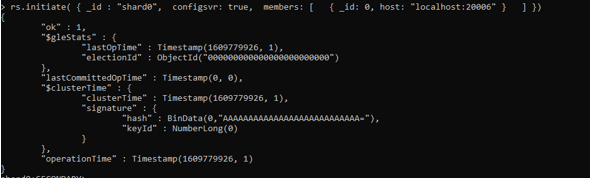 > rs.initiate( { _id : "shard0",  configsvr: true,  members: [   { _id: 0, host: "localhost:20006" }   ] })
{
        "ok" : 1,
        "$gleStats" : {
                "lastOpTime" : Timestamp(1609779926, 1),
                "electionId" : ObjectId("000000000000000000000000")
        },
        "lastCommittedOpTime" : Timestamp(0, 0),
        "$clusterTime" : {
                "clusterTime" : Timestamp(1609779926, 1),
                "signature" : {
                        "hash" : BinData(0,"AAAAAAAAAAAAAAAAAAAAAAAAAAA="),
                        "keyId" : NumberLong(0)
                }
        },
        "operationTime" : Timestamp(1609779926, 1)
}